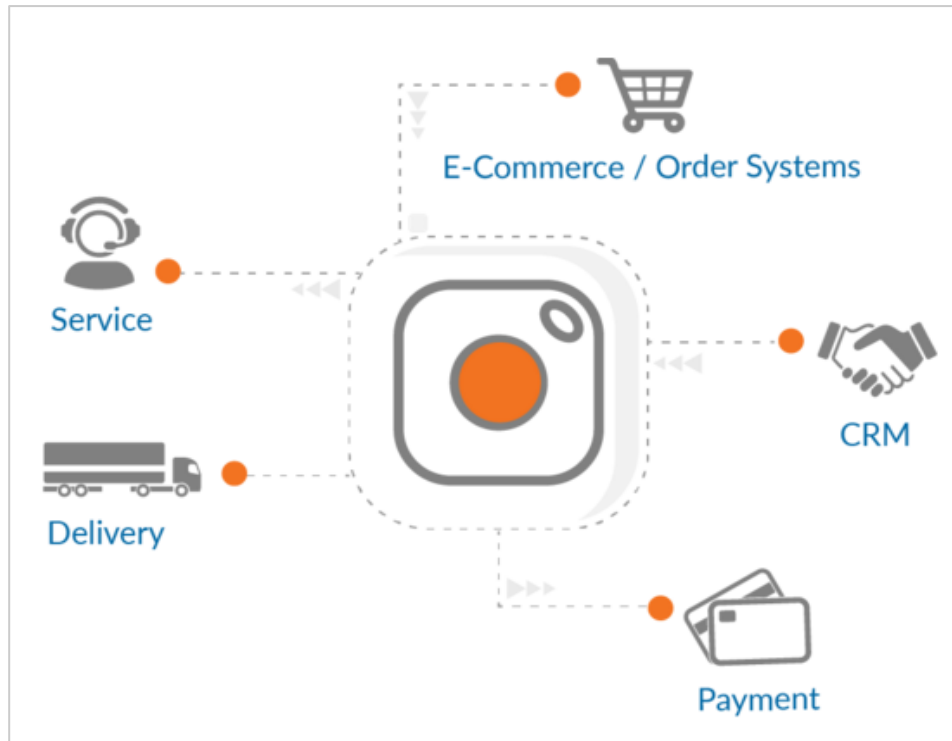 E-Commerce / Order Systems
Service
CRM
Delivery
Payment